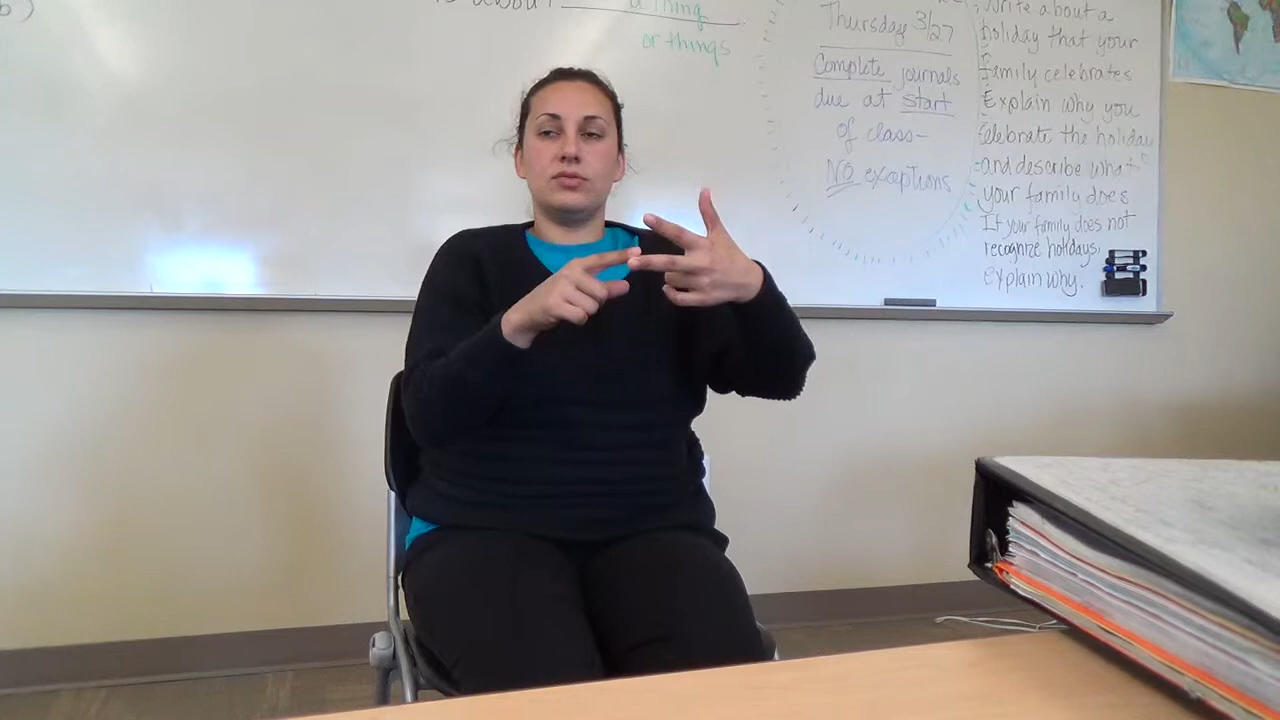 b)
is about a thing
or things
Thursday 3/27
Complete journals
due at start
of class-
NO exceptions
Write about a
holiday that your
family celebrates
Explain why you
celebrate the holiday
and describe what
your family does
If your family does not
recognize holidays,
explain why.